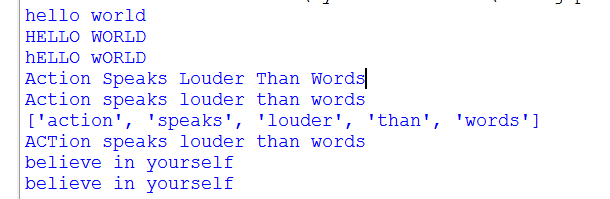 hello world
HELLO WORLD
hELLO wORLD
Action Speaks Louder Than Words
Action speaks louder than words
['action', 'speaks', 'louder', 'than', 'words']
ACTion speaks louder than words
believe in yourself
believe in yourself